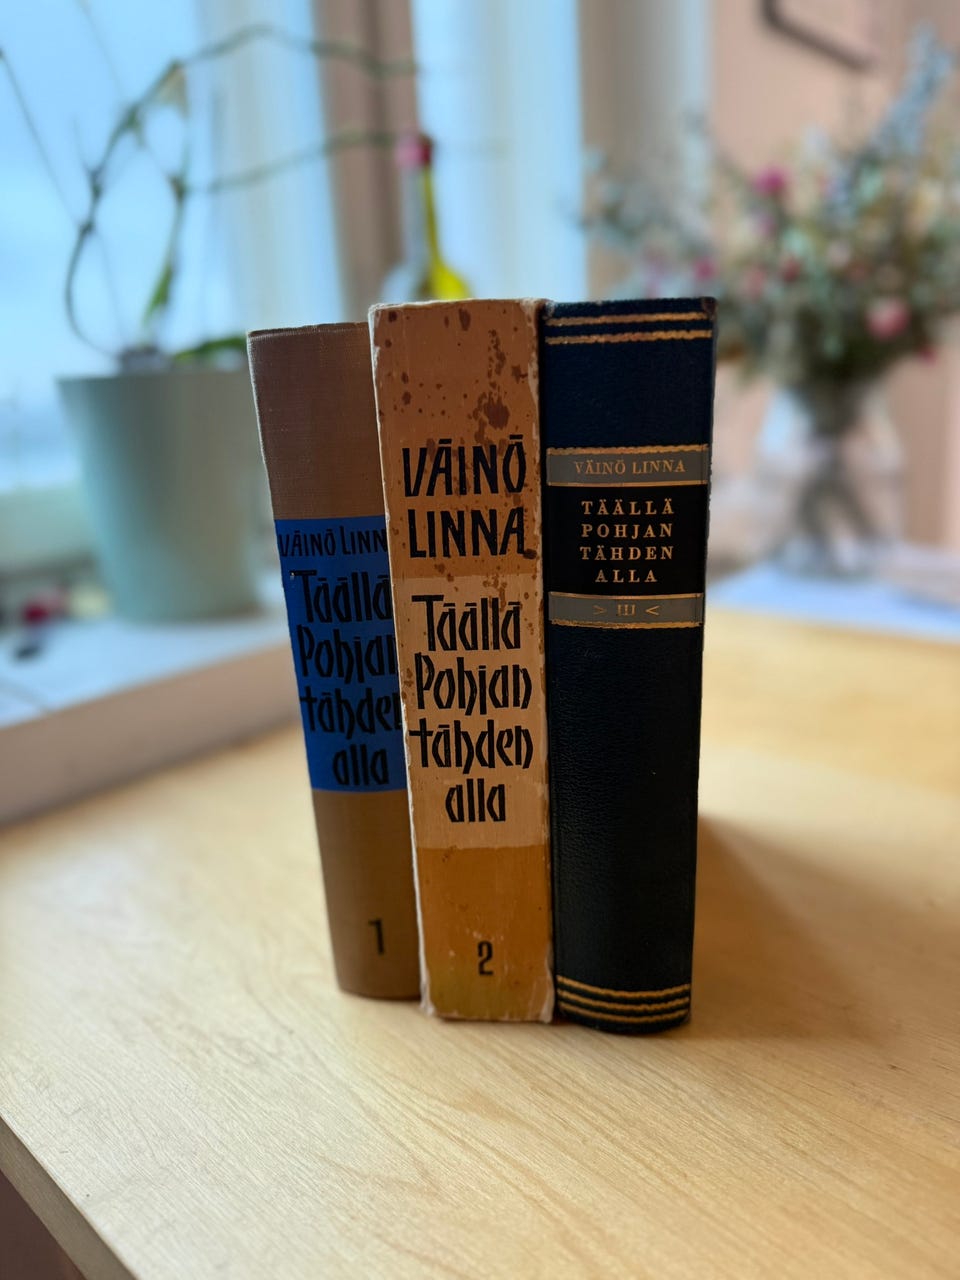 VÄINÖ LINN
Täällä
Pohjan
tähden
alla
1
VÄINÖ
LINNA
Täällä
Pohjan
tähden
alla
2
VÄINÖ LINNA
TÄÄLLÄ
POHJAN
TÄHDEN
ALLA
> III <